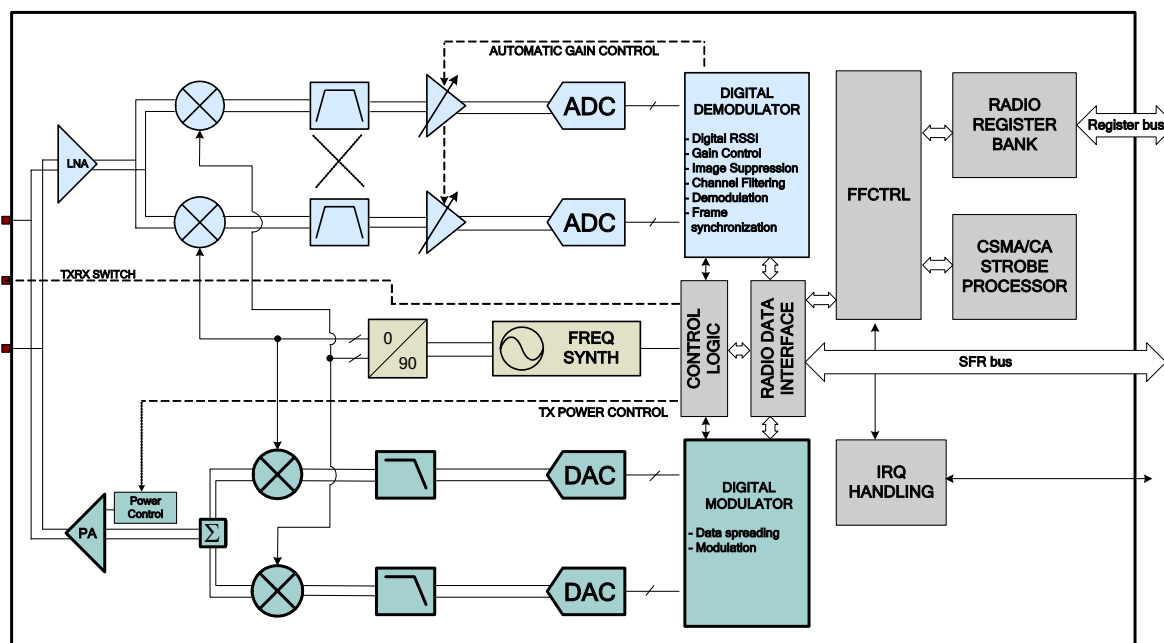 AUTOMATIC GAIN CONTROL
LNA
ADC
ADC
DIGITAL
DEMODULATOR
- Digital RSSI
- Gain Control
- Image Suppression
- Channel Filtering
- Demodulation
- Frame
synchronization
FFCTRL
RADIO
REGISTER
BANK
Register bus
CSMA/CA
STROBE
PROCESSOR
TXRX SWITCH
0
90
FREQ
SYNTH
CONTROL
LOGIC
RADIO DATA
INTERFACE
SFR bus
TX POWER CONTROL
Power
Control
PA
Σ
DAC
DAC
DIGITAL
MODULATOR
- Data spreading
- Modulation
IRQ
HANDLING